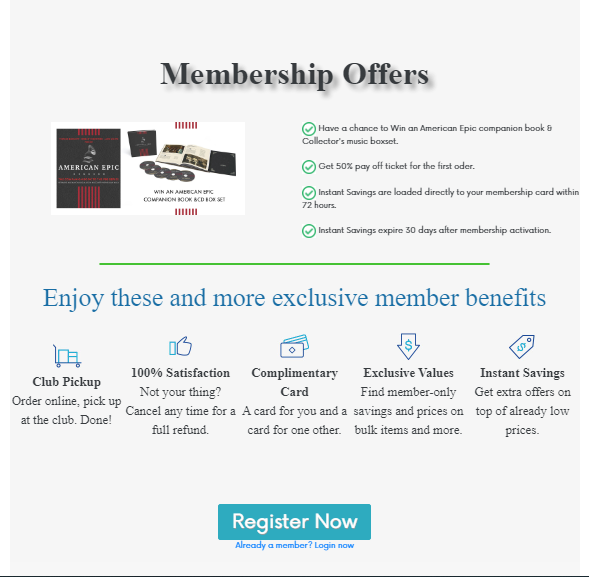 Membership Offers
AMERICAN EPIC
WIN AN AMERICAN EPIC
COMPANION BOOK &CD BOX SET
Have a chance to Win an American Epic companion book &
Collector's music boxset.
Get 50% pay off ticket for the first oder.
Instant Savings are loaded directly to your membership card within
72 hours.
Instant Savings expire 30 days after membership activation.
Enjoy these and more exclusive member benefits
Club Pickup
Order online, pick up
at the club. Done!
100% Satisfaction
Not your thing?
Cancel any time for a
full refund.
Complimentary
Card
A card for you and a
card for one other.
Exclusive Values
Find member-only
savings and prices on
bulk items and more.
Instant Savings
Get extra offers on
top of already low
prices.
Register Now
Already a member? Login now